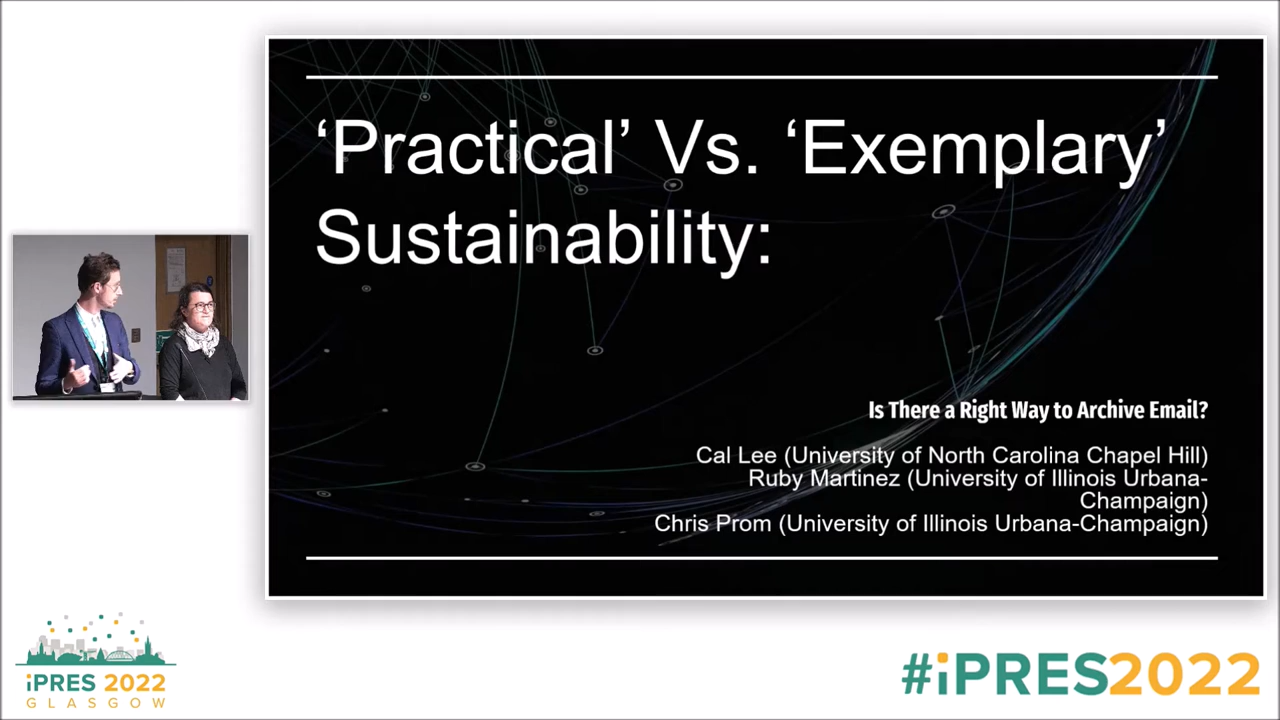 ‘Practical’ Vs. ‘Exemplary’
Sustainability:
Is There a Right Way to Archive Email?
Cal Lee (University of North Carolina Chapel Hill)
Ruby Martinez (University of Illinois Urbana-
Champaign)
Chris Prom (University of Illinois Urbana-Champaign)
iPRES 2022
GLASGOW
#iPRES2022